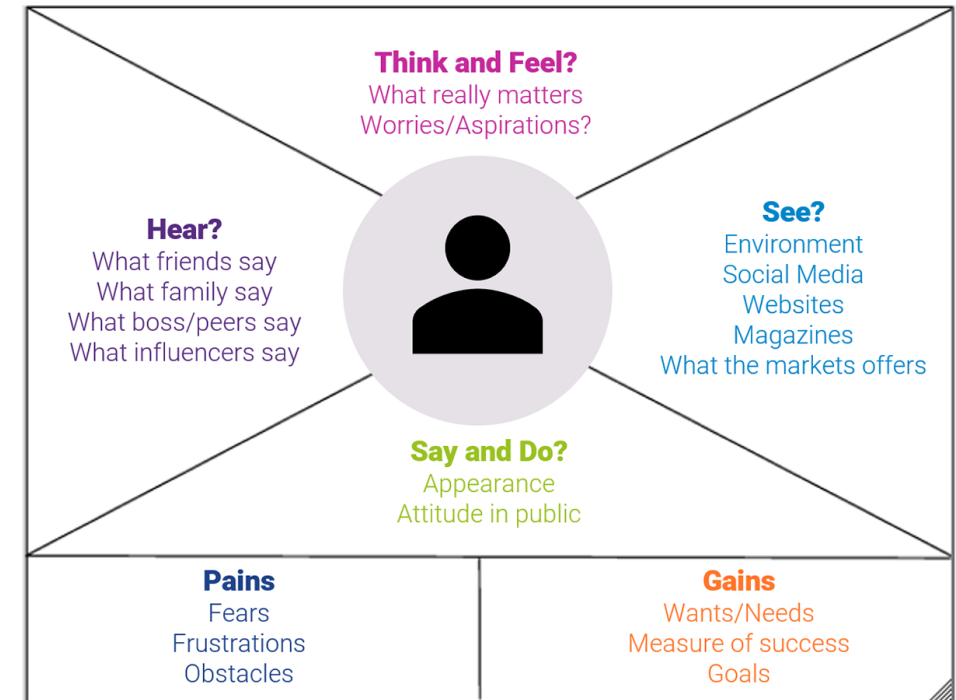 Think and Feel?
What really matters
Worries/Aspirations?
Hear?
What friends say
What family say
What boss/peers say
What influencers say
See?
Environment
Social Media
Websites
Magazines
What the markets offers
Say and Do?
Appearance
Attitude in public
Pains
Fears
Frustrations
Obstacles
Gains
Wants/Needs
Measure of success
Goals